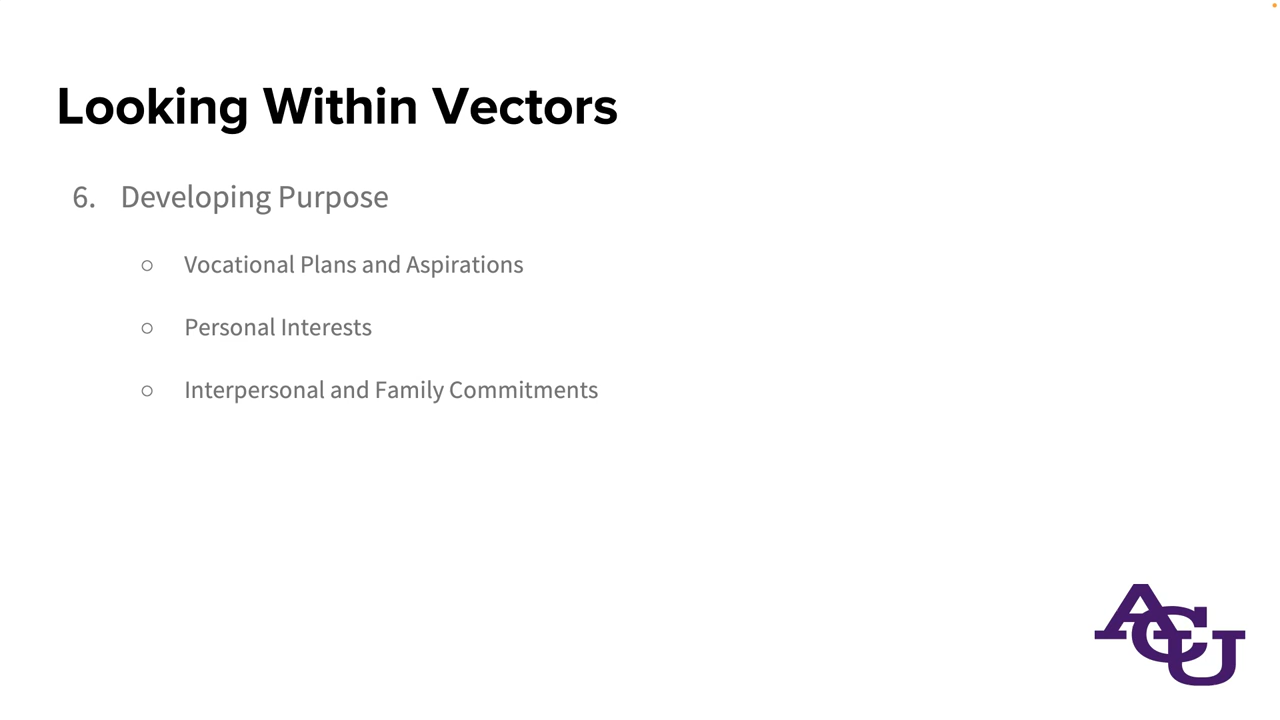 Looking Within Vectors
6. Developing Purpose
○ Vocational Plans and Aspirations
○ Personal Interests
○ Interpersonal and Family Commitments
ACU